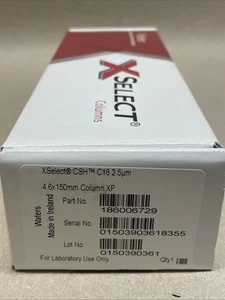 XSELECT®
Columns
XSelect® CSH™ C18 2.5µm
4.6x150mm Column XP
Part No.
186006729
Serial No.
01503903618355
Lot No
0150390361
For Laboratory Use Only
Qty 1
Waters
Made in Ireland